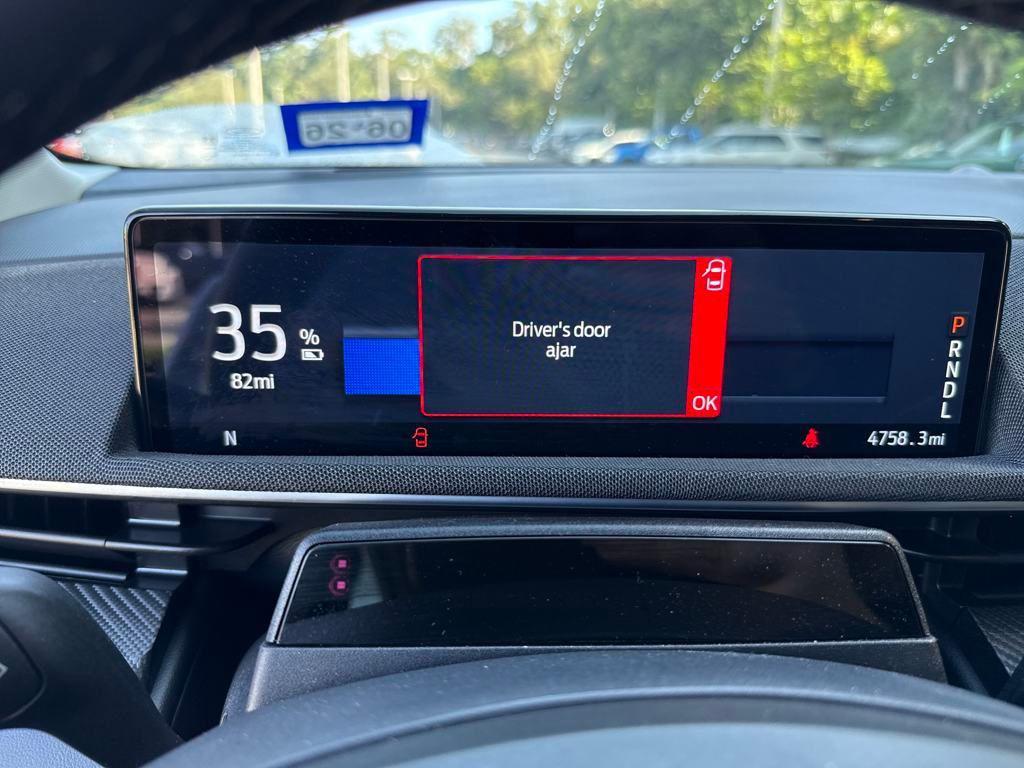 06-26
35 %
82mi
Driver's door
ajar
OK
P
R
N
D
L
N
4758.3mi